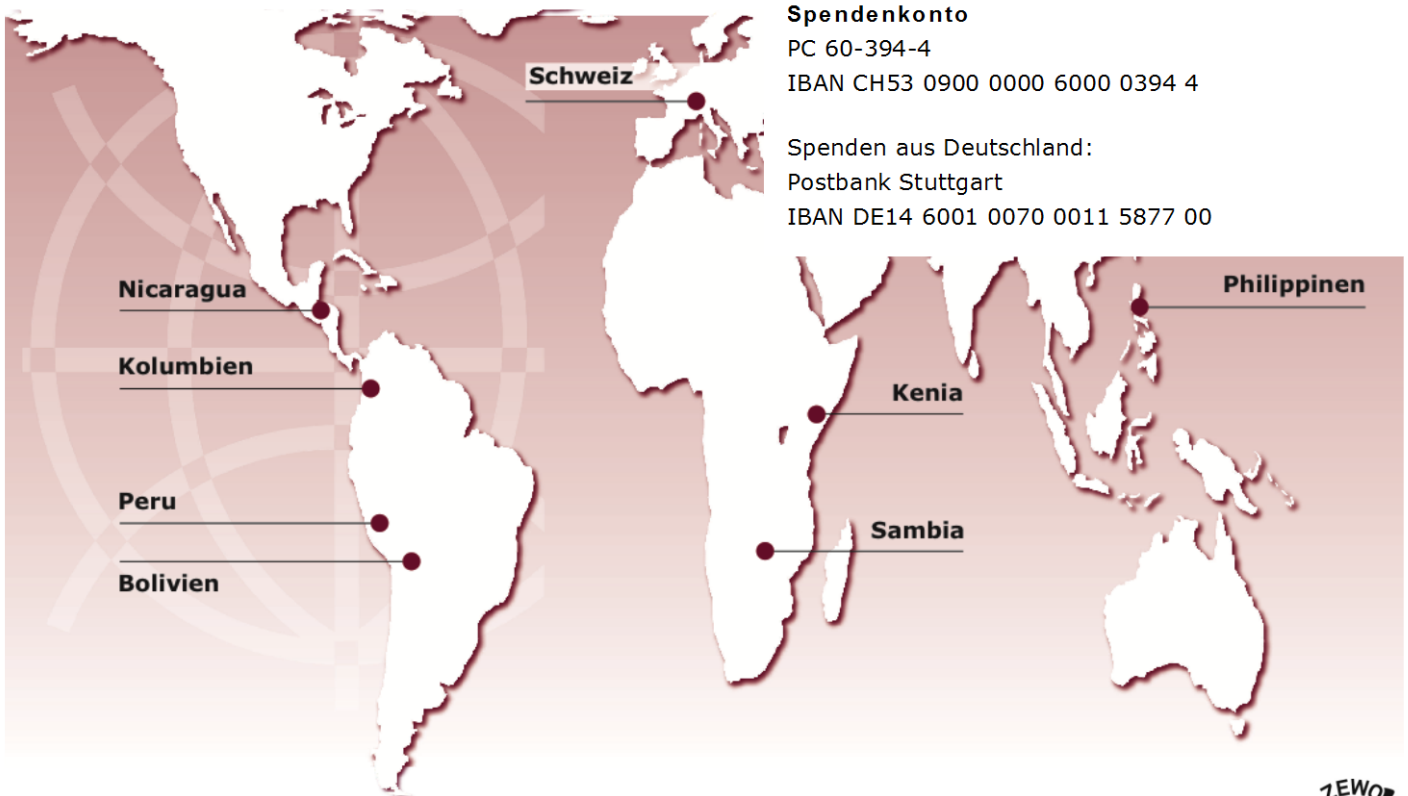 Spendenkonto
PC 60-394-4
IBAN CH53 0900 0000 6000 0394 4
Spenden aus Deutschland:
Postbank Stuttgart
IBAN DE14 6001 0070 0011 5877 00
Schweiz
Nicaragua
Philippinen
Kolumbien
Kenia
Peru
Sambia
Bolivien
ZEWO